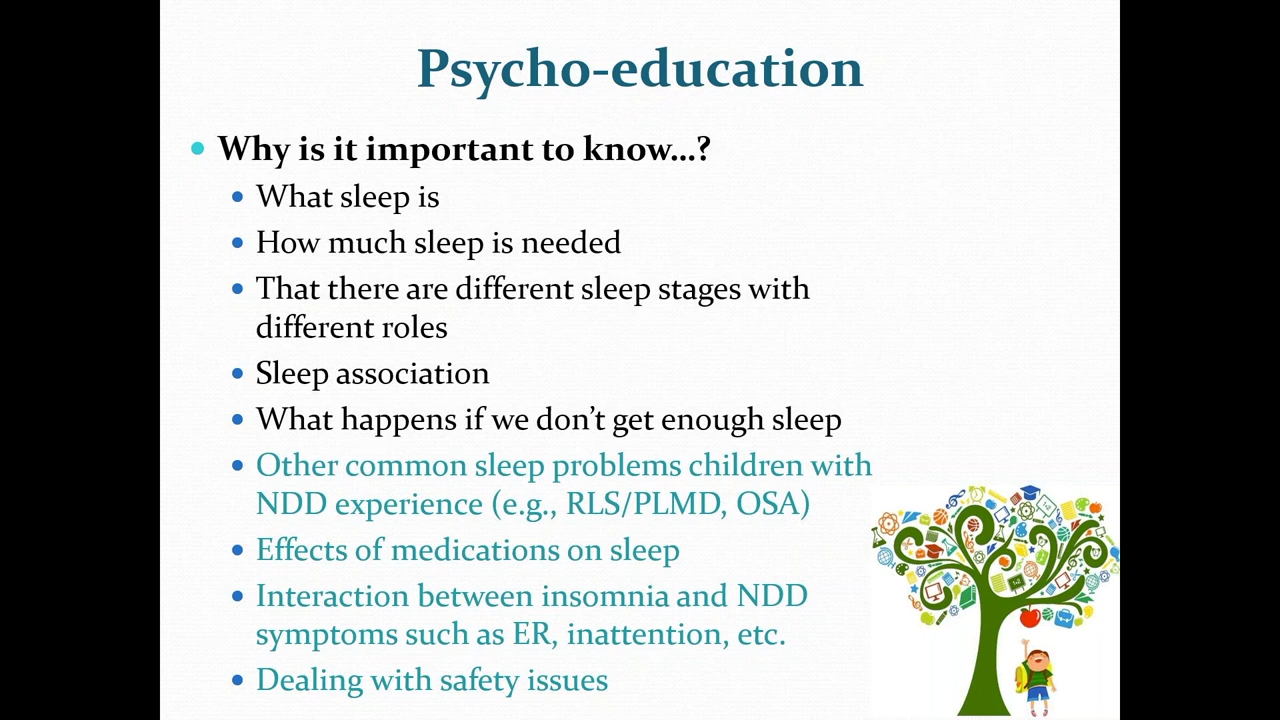 Psycho-education
Why is it important to know...?
What sleep is
How much sleep is needed
That there are different sleep stages with
different roles
Sleep association
What happens if we don't get enough sleep
Other common sleep problems children with
NDD experience (e.g., RLS/PLMD, OSA)
Effects of medications on sleep
Interaction between insomnia and NDD
symptoms such as ER, inattention, etc.
Dealing with safety issues